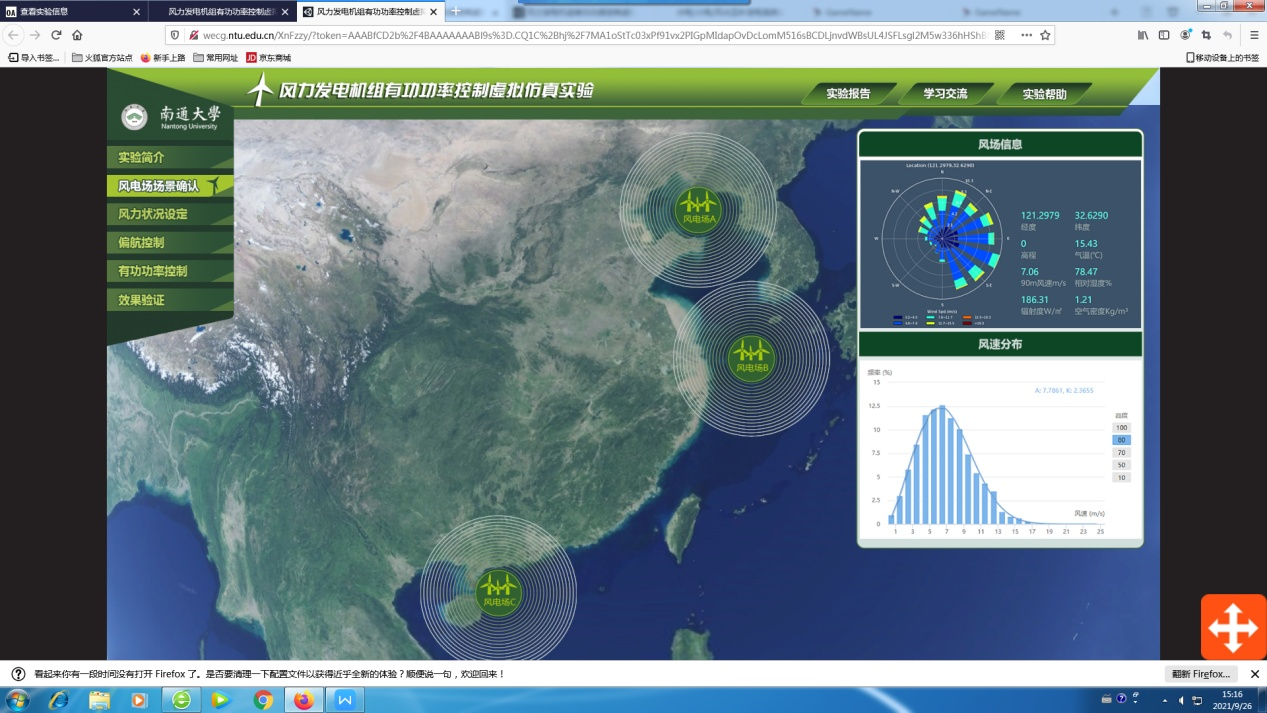 查看实验信息
风力发电机组有功功率控制虚拟
风力发电机组有功功率控制虚拟
wecg.ntu.edu.cn/XnFzzy/?token=
导入书签...
火狐官方站点
新手上路
常用网址
JD 京东商城
移动设备上的书签
南通大学
Nantong University
风力发电机组有功功率控制虚拟仿真实验
实验报告
学习交流
实验帮助
实验简介
风电场场景确认
风力状况设定
偏航控制
有功功率控制
效果验证
风电场A
风电场B
风电场C
风场信息
Location (121.2979,32.6290)
121.2979 32.6290
经度 纬度
0 15.43
高程 气温(℃)
7.06 78.47
90m风速m/s 相对湿度%
186.31 1.21
辐射度W/㎡ 空气密度Kg/m³
风速分布
频率 (%)
A: 7.7861, K: 2.3655
15
12.5
10
7.5
5
2.5
0
1 3 5 7 9 11 13 15 17 19 21 23 25
风速 (m/s)
高度
100
80
70
50
10
看起来你有一段时间没有打开 Firefox 了。是否要清理一下配置文件以获得近乎全新的体验？顺便说一句，欢迎回来！
翻新 Firefox...
15:16
2021/9/26